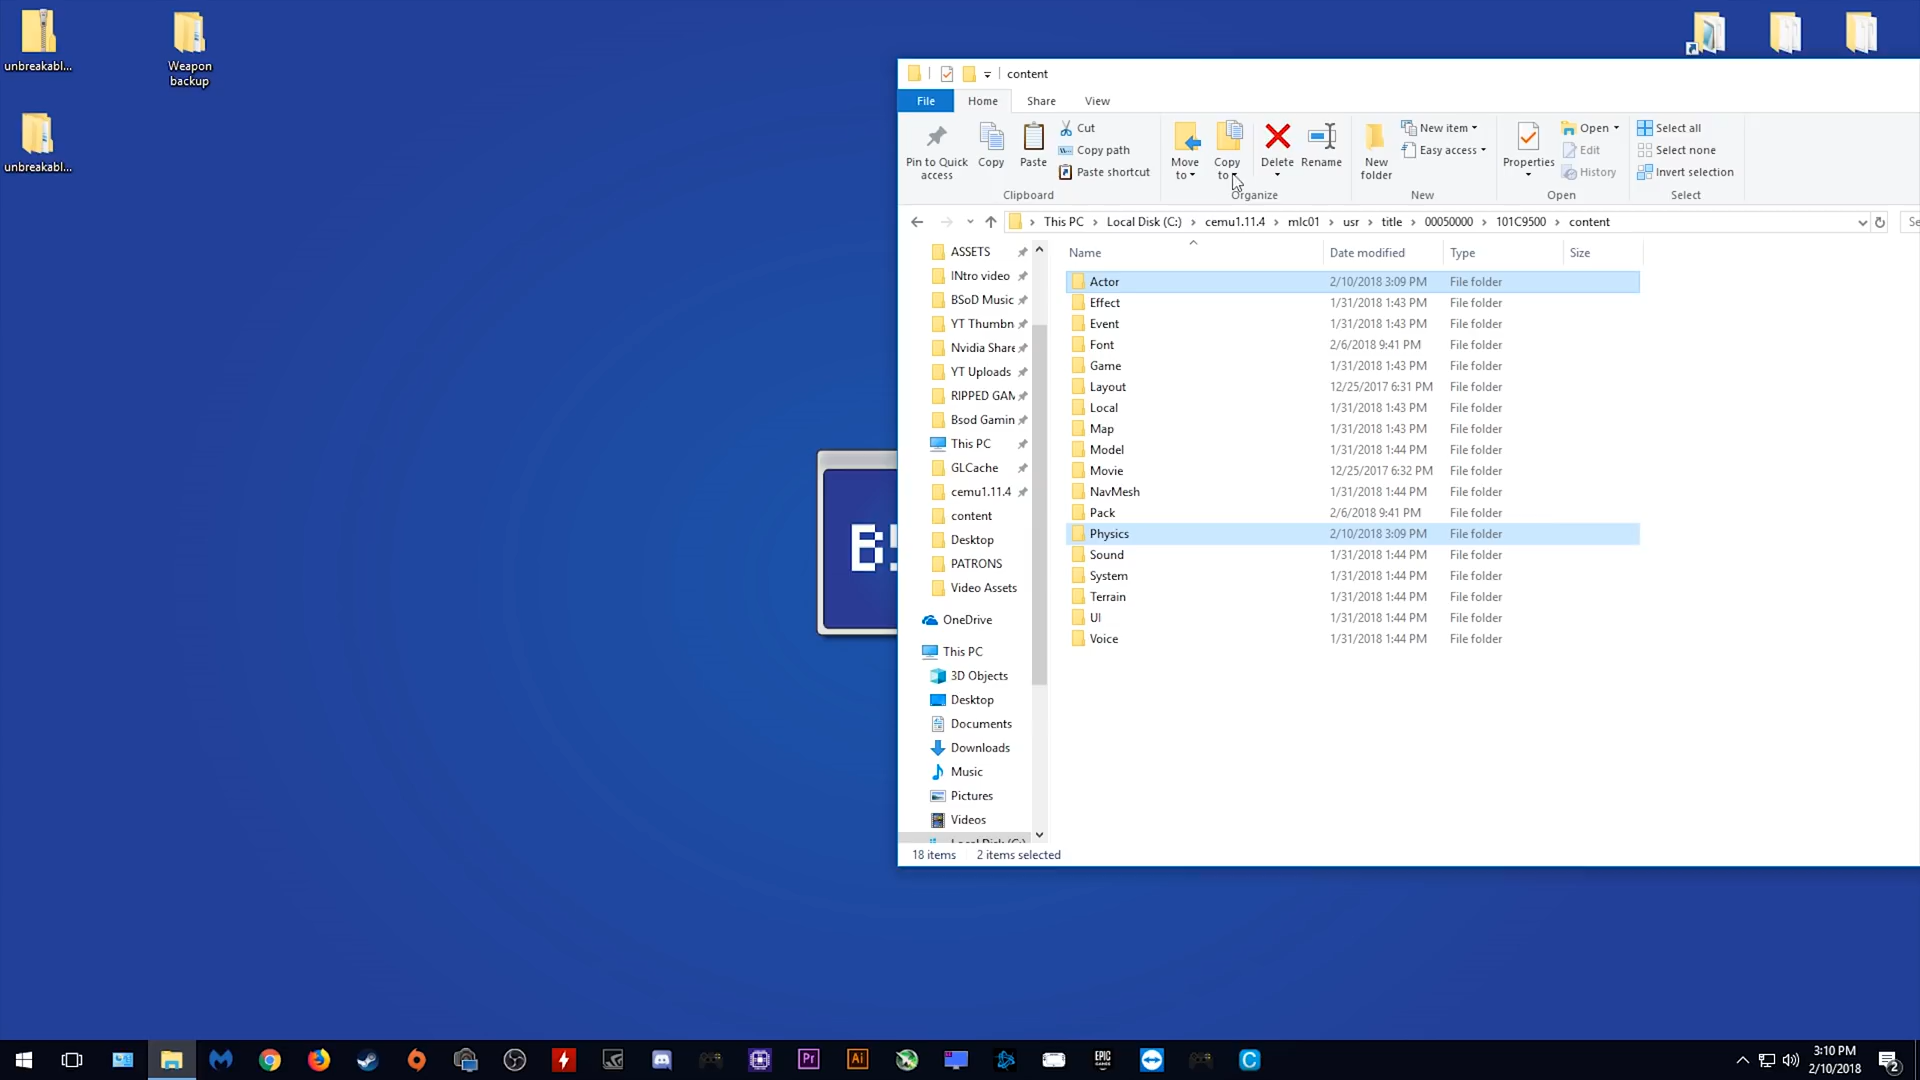 unbreakabl...
Weapon
backup
unbreakabl...
content
File
Home
Share
View
Pin to Quick
access
Copy
Paste
Cut
Copy path
Paste shortcut
Clipboard
Move
to
Copy
to
Delete
Rename
Organize
New
folder
New item
Easy access
New
Properties
Open
Edit
History
Open
Select all
Select none
Invert selection
Select
This PC > Local Disk (C:) > cemu1.11.4 > mlc01 > usr > title > 00050000 > 101C9500 > content
Se
ASSETS
INtro video
BSoD Music
YT Thumbn
Nvidia Share
YT Uploads
RIPPED GAM
Bsod Gamin
This PC
GLCache
cemu1.11.4
content
Desktop
PATRONS
Video Assets
OneDrive
This PC
3D Objects
Desktop
Documents
Downloads
Music
Pictures
Videos
Local Disk (C:)
Name Date modified Type Size
Actor 2/10/2018 3:09 PM File folder
Effect 1/31/2018 1:43 PM File folder
Event 1/31/2018 1:43 PM File folder
Font 2/6/2018 9:41 PM File folder
Game 1/31/2018 1:43 PM File folder
Layout 12/25/2017 6:31 PM File folder
Local 1/31/2018 1:43 PM File folder
Map 1/31/2018 1:43 PM File folder
Model 1/31/2018 1:44 PM File folder
Movie 12/25/2017 6:32 PM File folder
NavMesh 1/31/2018 1:44 PM File folder
Pack 2/6/2018 9:41 PM File folder
Physics 2/10/2018 3:09 PM File folder
Sound 1/31/2018 1:44 PM File folder
System 1/31/2018 1:44 PM File folder
Terrain 1/31/2018 1:44 PM File folder
UI 1/31/2018 1:44 PM File folder
Voice 1/31/2018 1:44 PM File folder
18 items 2 items selected
Pr
Ai
EPIC
GAMES
C
3:10 PM
2/10/2018
2